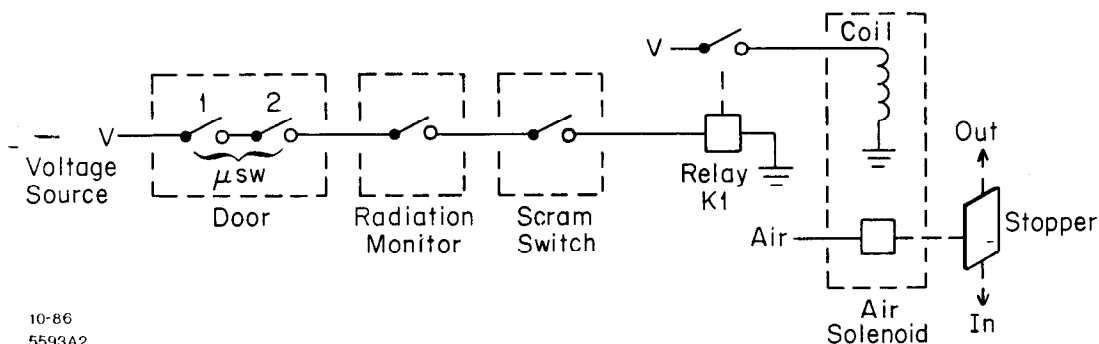 V
Coil
1 2
V
Out
Voltage
Source
μsw
Relay
K1
Stopper
Door
Radiation
Monitor
Scram
Switch
Air
In
Air
Solenoid
10-86
5593A2